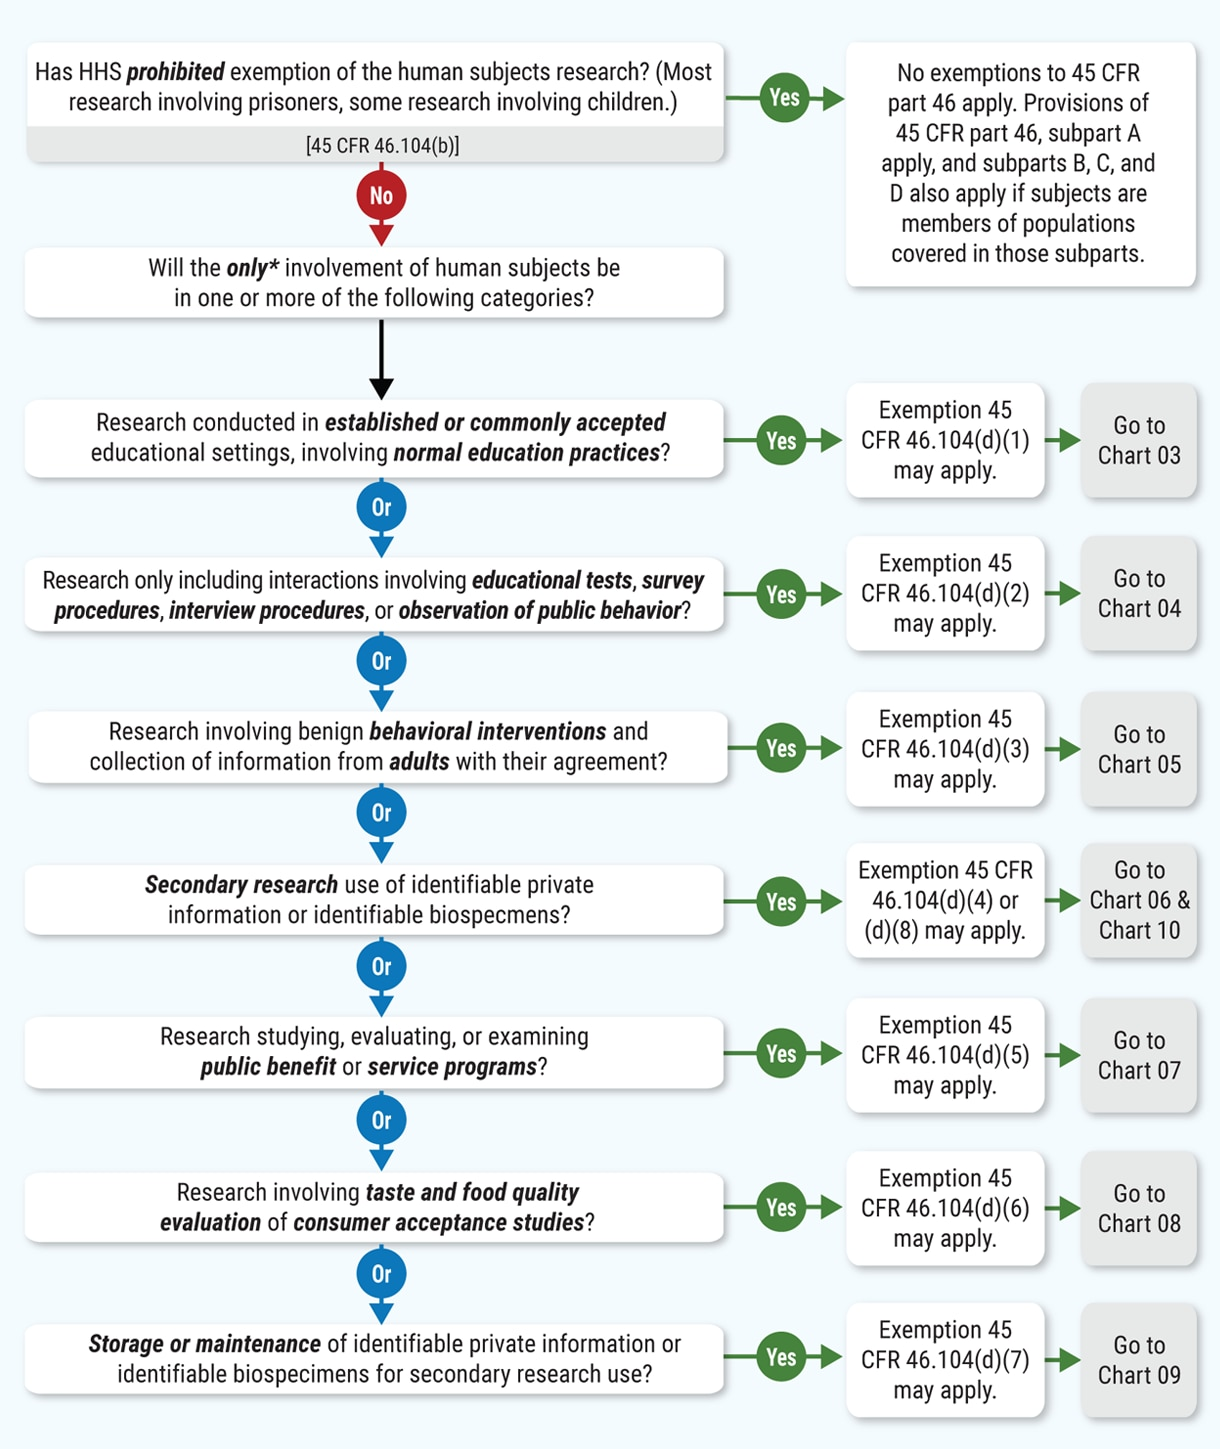 Has HHS prohibited exemption of the human subjects research? (Most
research involving prisoners, some research involving children.)
[45 CFR 46.104(b)]
Yes
No exemptions to 45 CFR
part 46 apply. Provisions of
45 CFR part 46, subpart A
apply, and subparts B, C, and
D also apply if subjects are
members of populations
covered in those subparts.
No
Will the only* involvement of human subjects be
in one or more of the following categories?
Research conducted in established or commonly accepted
educational settings, involving normal education practices?
Yes
Exemption 45
CFR 46.104(d)(1)
may apply.
Go to
Chart 03
Or
Research only including interactions involving educational tests, survey
procedures, interview procedures, or observation of public behavior?
Yes
Exemption 45
CFR 46.104(d)(2)
may apply.
Go to
Chart 04
Or
Research involving benign behavioral interventions and
collection of information from adults with their agreement?
Yes
Exemption 45
CFR 46.104(d)(3)
may apply.
Go to
Chart 05
Or
Secondary research use of identifiable private
information or identifiable biospecmens?
Yes
Exemption 45 CFR
46.104(d)(4) or
(d)(8) may apply.
Go to
Chart 06 &
Chart 10
Or
Research studying, evaluating, or examining
public benefit or service programs?
Yes
Exemption 45
CFR 46.104(d)(5)
may apply.
Go to
Chart 07
Or
Research involving taste and food quality
evaluation of consumer acceptance studies?
Yes
Exemption 45
CFR 46.104(d)(6)
may apply.
Go to
Chart 08
Or
Storage or maintenance of identifiable private information or
identifiable biospecimens for secondary research use?
Yes
Exemption 45
CFR 46.104(d)(7)
may apply.
Go to
Chart 09